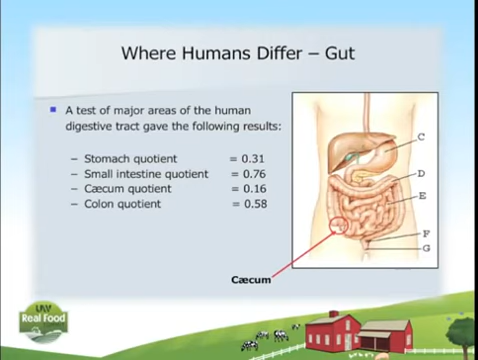 Where Humans Differ – Gut
A test of major areas of the human
digestive tract gave the following results:
– Stomach quotient = 0.31
– Small intestine quotient = 0.76
– Cæcum quotient = 0.16
– Colon quotient = 0.58
C
D
E
F
G
Cæcum
Real Food